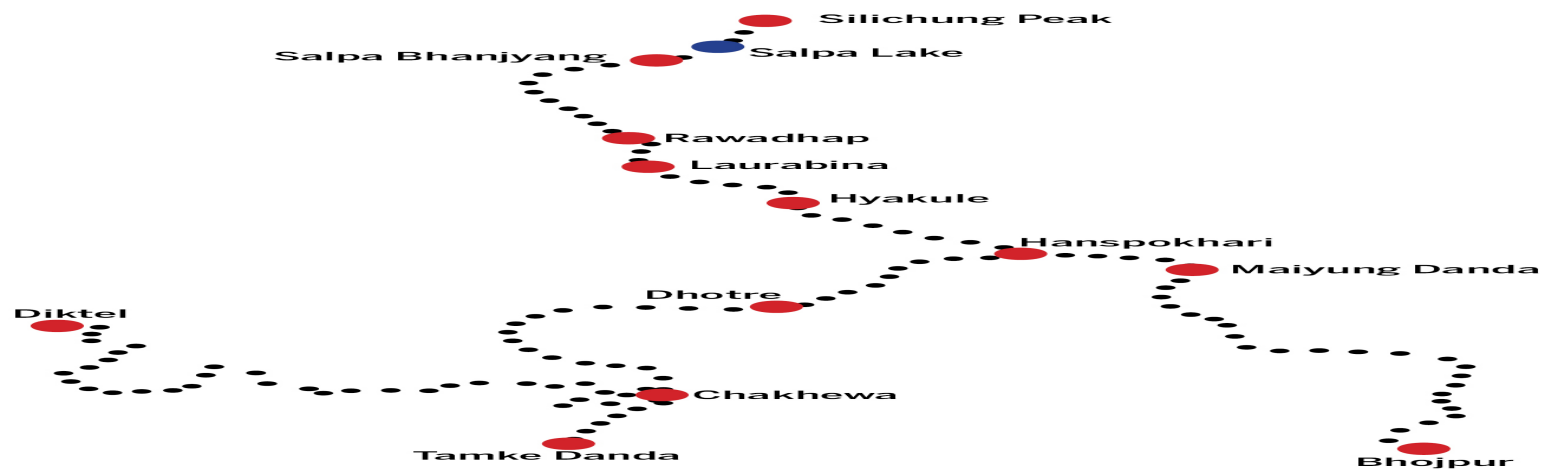 Silichung Peak
Salpa Lake
Salpa Bhanjyang
Rawadhap
Laurabina
Hyakule
Hanspokhari
Maiyung Danda
Dhotre
Diktel
Chakhewa
Tamke Danda
Bhojpur